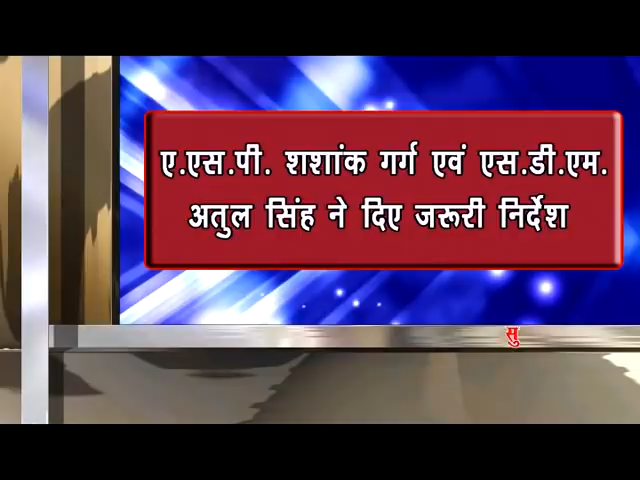 ए.एस.पी. शशांक गर्ग एवं एस.डी.एम.
अतुल सिंह ने दिए जरूरी निर्देश
सु